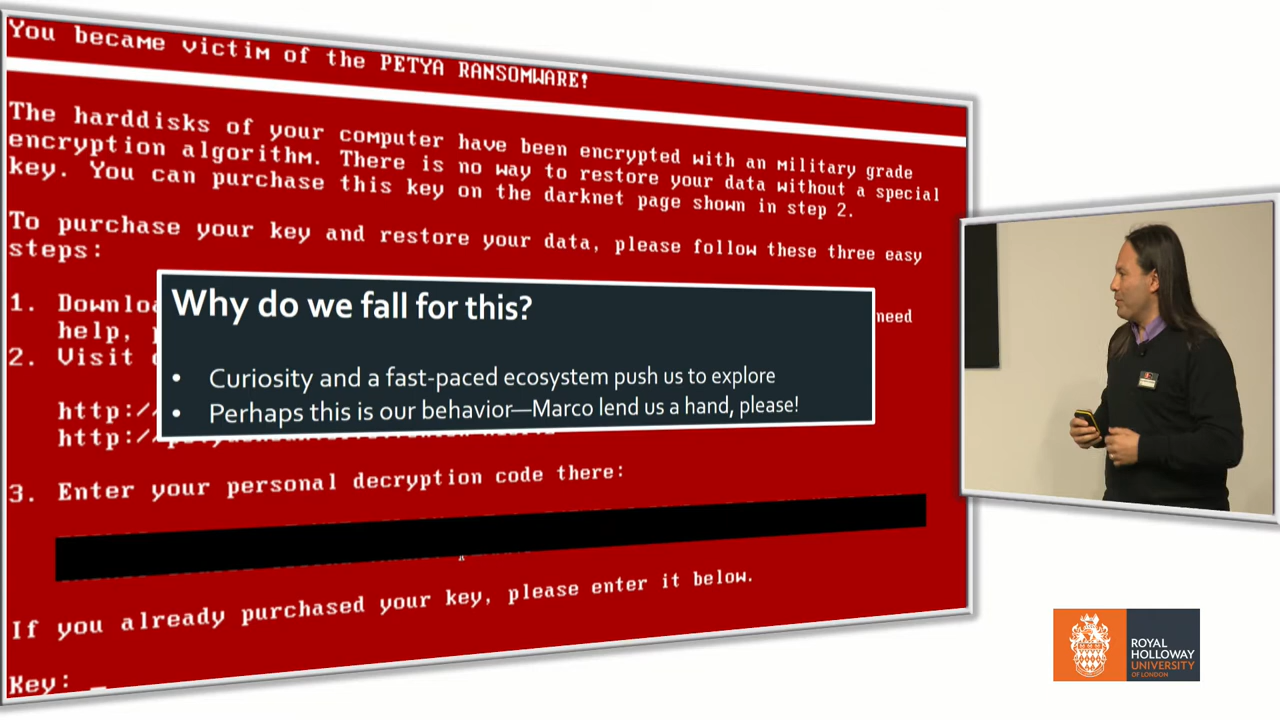 You became victim of the PETYA RANSOMWARE!
The harddisks of your computer have been encrypted with an military grade
encryption algorithm. There is no way to restore your data without a special
key. You can purchase this key on the darknet page shown in step 2.
To purchase your key and restore your data, please follow these three easy
steps:
1. Downloa
need
help,
2. Visit
Why do we fall for this?
• Curiosity and a fast-paced ecosystem push us to explore
• Perhaps this is our behavior—Marco lend us a hand, please!
http:/
http:/
3. Enter your personal decryption code there:
If you already purchased your key, please enter it below.
Key: _
ROYAL
HOLLOWAY
UNIVERSITY
OF LONDON